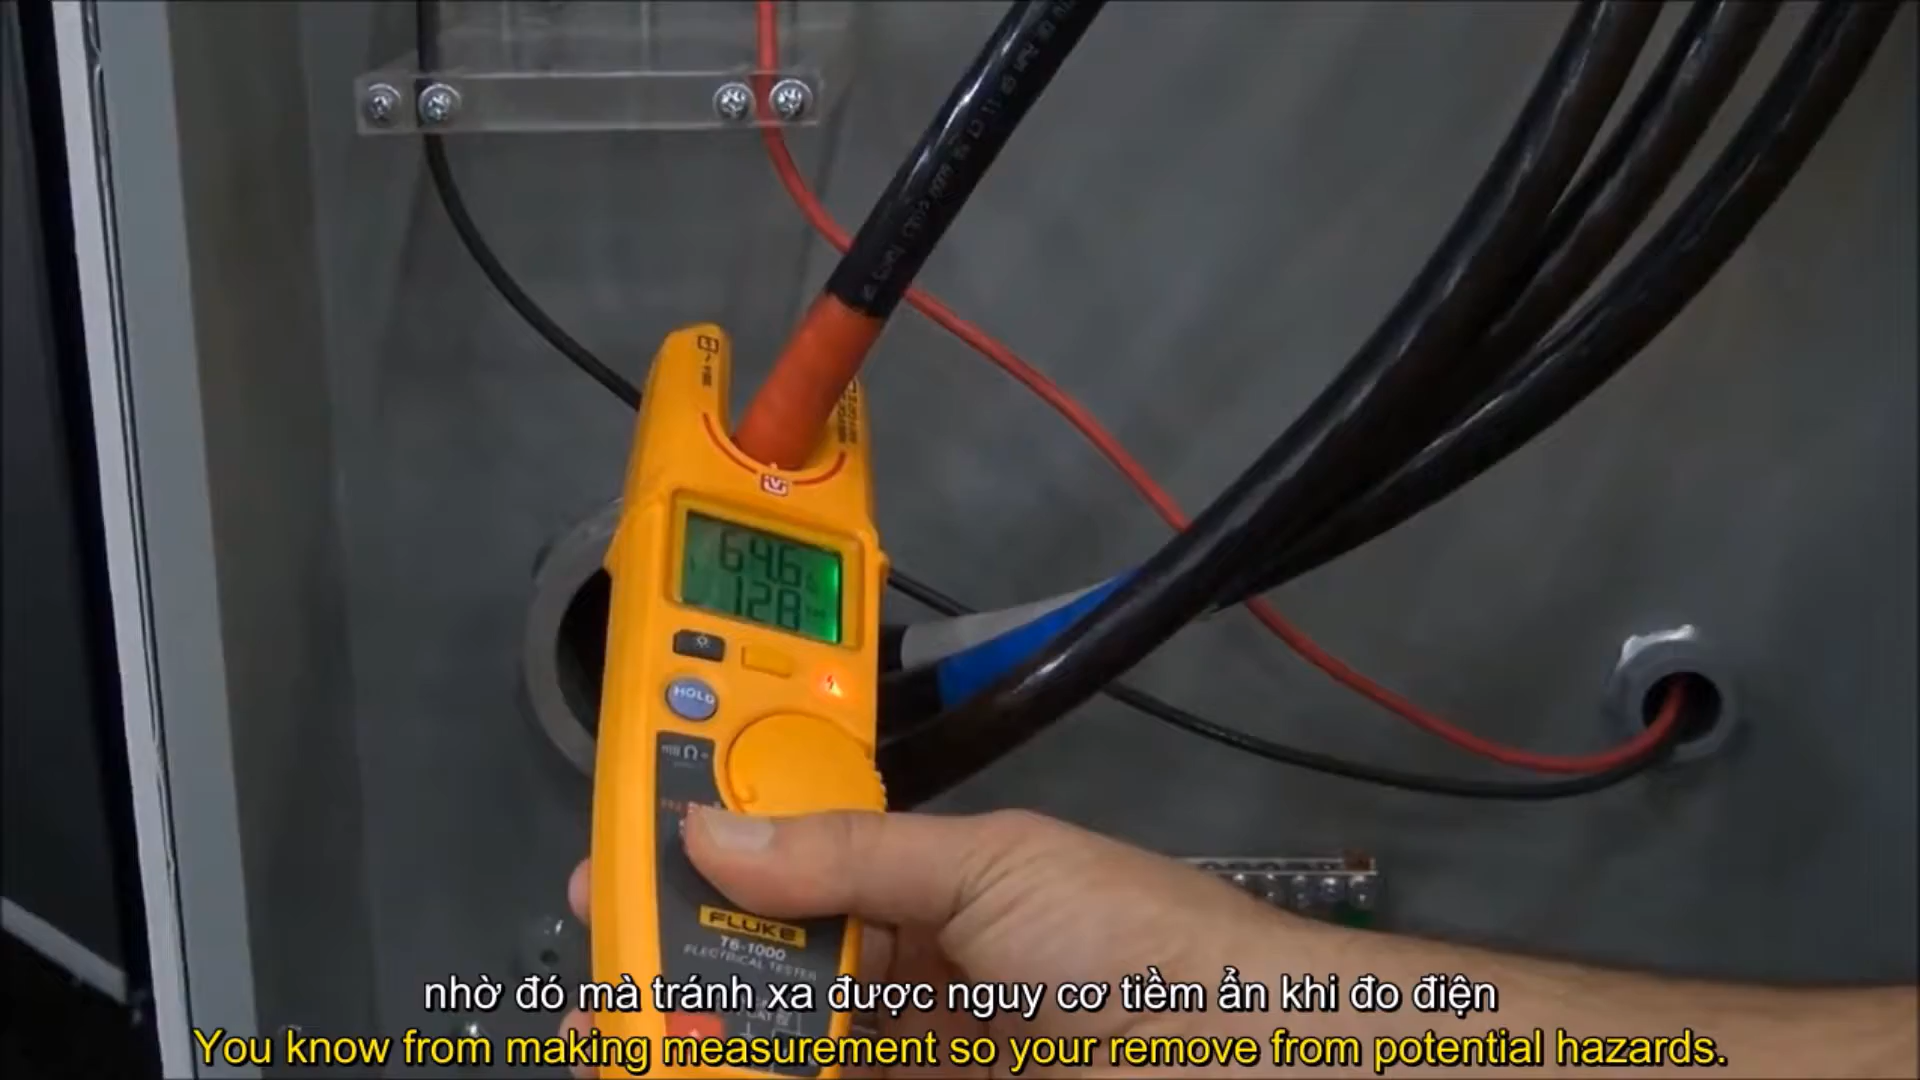 64.6
128
HOLD
Ω
FLUKE
T6-1000
ELECTRICAL TESTER
nhờ đó mà tránh xa được nguy cơ tiềm ẩn khi đo điện
You know from making measurement so your remove from potential hazards.